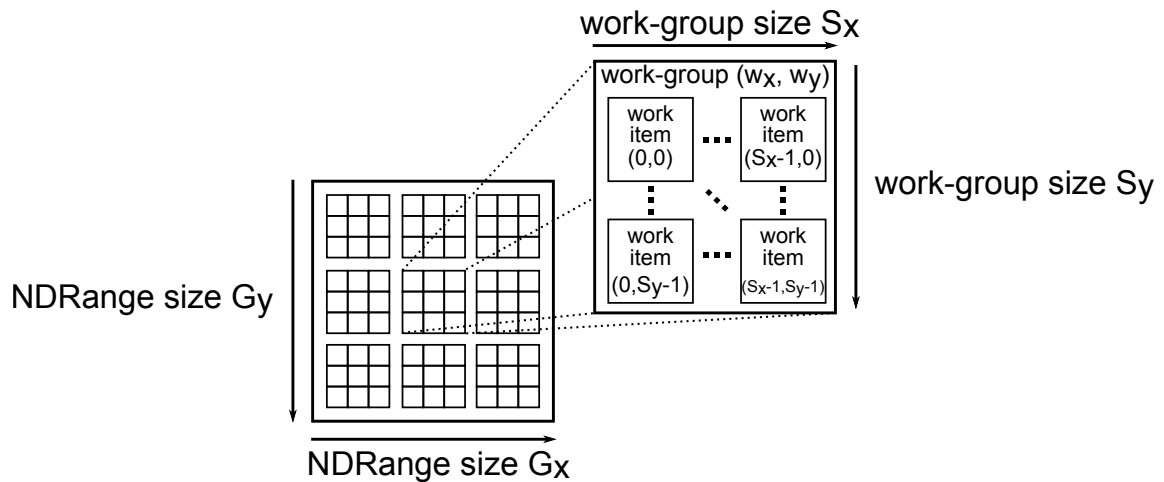 work-group size Sx
work-group (wx, wy)
work
item
(0,0)
work
item
(Sx-1,0)
work-group size Sy
work
item
(0,Sy-1)
work
item
(Sx-1,Sy-1)
NDRange size Gy
NDRange size Gx